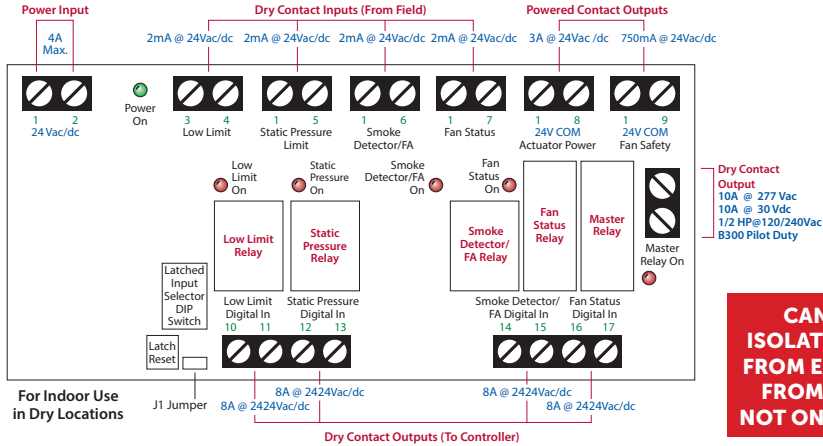 Power Input
Dry Contact Inputs (From Field)
Powered Contact Outputs
4A
Max.
2mA @ 24Vac/dc
2mA @ 24Vac/dc
2mA @ 24Vac/dc
2mA @ 24Vac/dc
3A @ 24Vac /dc
750mA @ 24Vac/dc
Power
On
1 2
24 Vac/dc
3 4
Low Limit
1 5
Static Pressure
Limit
1 6
Smoke
Detector/FA
1 7
Fan Status
1 8
24V COM
Actuator Power
1 9
24V COM
Fan Safety
Low
Limit
On
Static
Pressure
On
Smoke
Detector/FA
On
Fan
Status
On
Dry Contact
Output
10A @ 277 Vac
10A @ 30 Vdc
1/2 HP@120/240Vac
B300 Pilot Duty
Low Limit
Relay
Static
Pressure
Relay
Smoke
Detector/
FA Relay
Fan
Status
Relay
Master
Relay
Master
Relay On
Latched
Input
Selector
DIP
Switch
Low Limit
Digital In
10 11
Static Pressure
Digital In
12 13
Smoke Detector/
FA Digital In
14 15
Fan Status
Digital In
16 17
Latch
Reset
J1 Jumper
For Indoor Use
in Dry Locations
8A @ 2424Vac/dc
8A @ 2424Vac/dc
8A @ 2424Vac/dc
8A @ 2424Vac/dc
Dry Contact Outputs (To Controller)
CAN
ISOLAT
FROM E
FROM
NOT ON